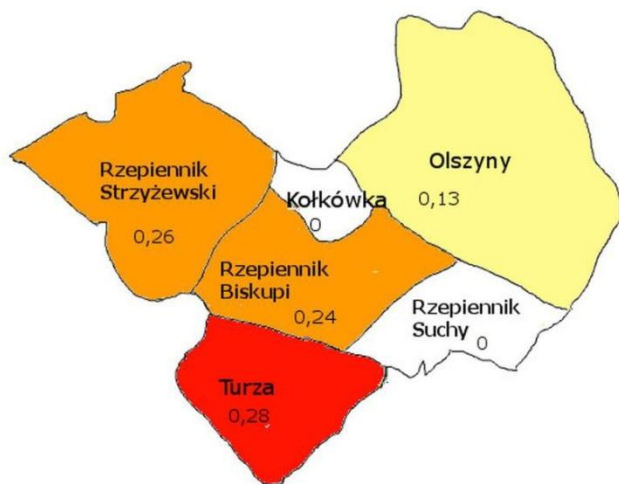 Rzepiennik
Strzyżewski
0,26
Kołkówka
0
Olszyny
0,13
Rzepiennik
Biskupi
0,24
Rzepiennik
Suchy
0
Turza
0,28